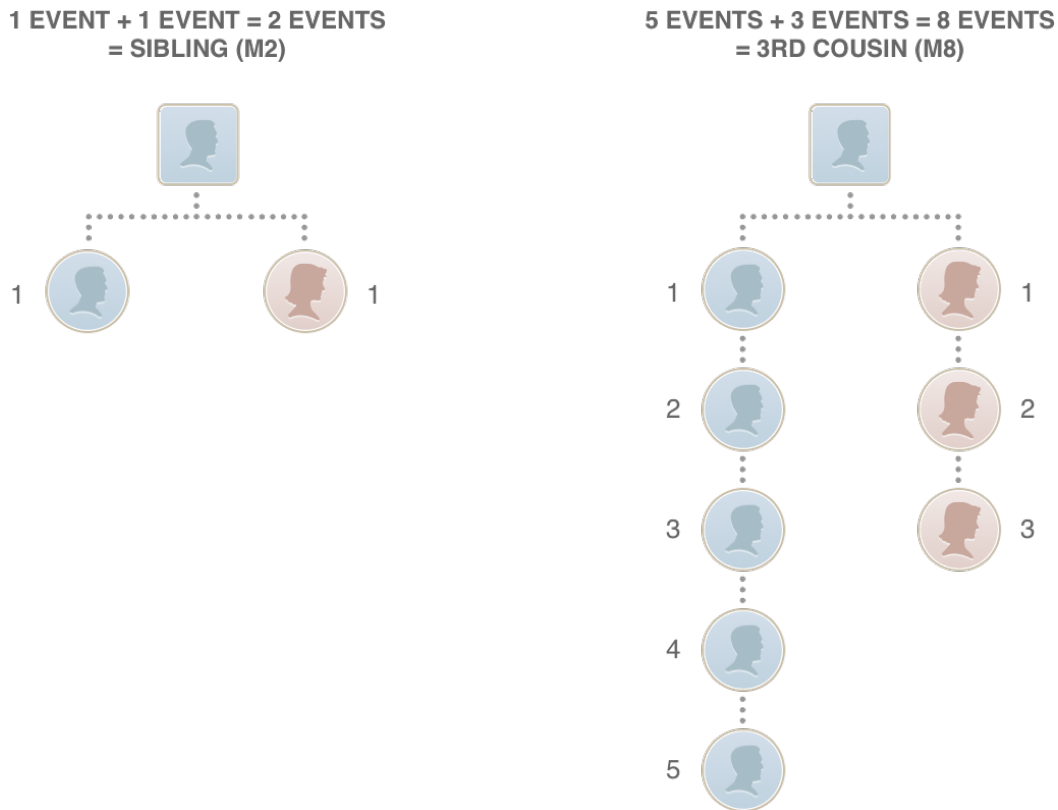 1 EVENT + 1 EVENT = 2 EVENTS
= SIBLING (M2)
1
1
5 EVENTS + 3 EVENTS = 8 EVENTS
= 3RD COUSIN (M8)
1
1
2
2
3
3
4
5